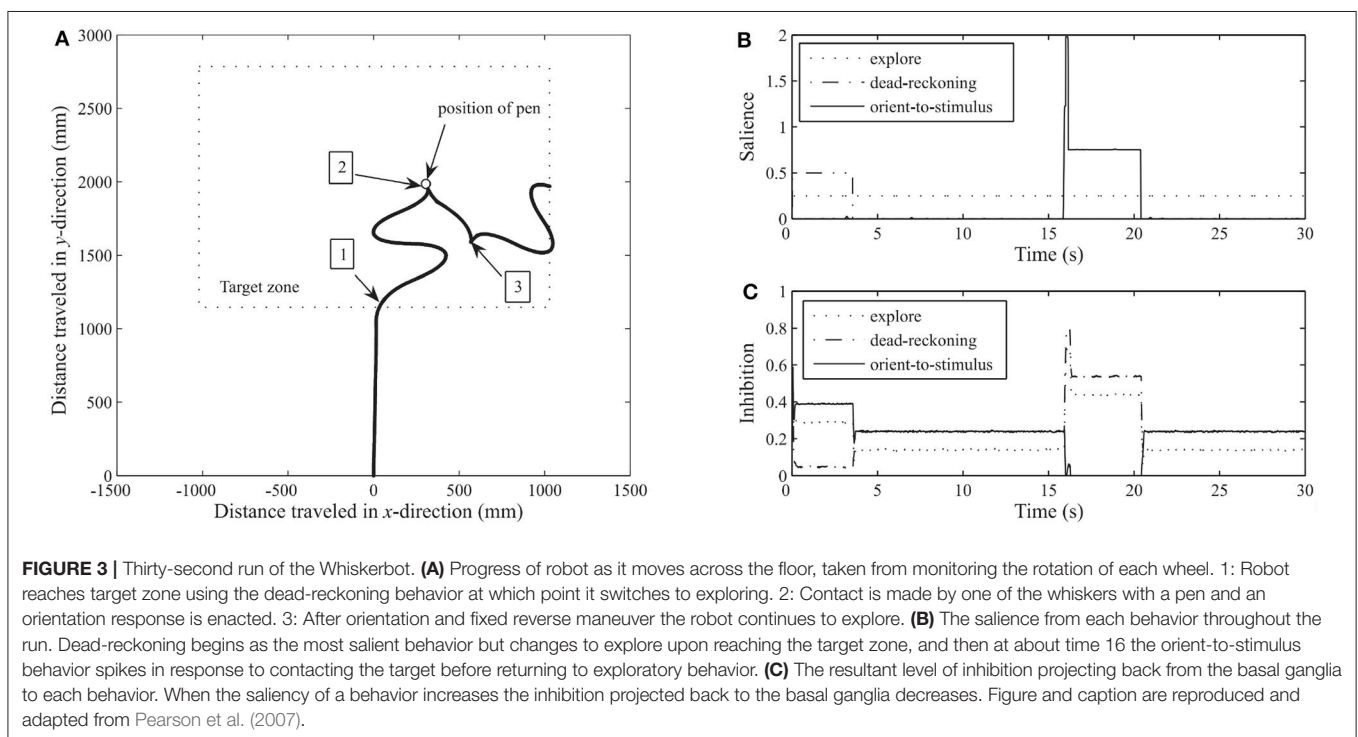 A
3000
2500
2000
1500
1000
500
0
-1500
-1000
-500
0
500
1000
1500
Distance traveled in y-direction (mm)
Distance traveled in x-direction (mm)
position of pen
2
1
3
Target zone
B
2
1.5
1
0.5
0
Salience
explore
dead-reckoning
orient-to-stimulus
0
5
10
15
20
25
30
Time (s)
C
1
0.8
0.6
0.4
0.2
0
Inhibition
explore
dead-reckoning
orient-to-stimulus
0
5
10
15
20
25
30
Time (s)
FIGURE 3 | Thirty-second run of the Whiskerbot. (A) Progress of robot as it moves across the floor, taken from monitoring the rotation of each wheel. 1: Robot
reaches target zone using the dead-reckoning behavior at which point it switches to exploring. 2: Contact is made by one of the whiskers with a pen and an
orientation response is enacted. 3: After orientation and fixed reverse maneuver the robot continues to explore. (B) The salience from each behavior throughout the
run. Dead-reckoning begins as the most salient behavior but changes to explore upon reaching the target zone, and then at about time 16 the orient-to-stimulus
behavior spikes in response to contacting the target before returning to exploratory behavior. (C) The resultant level of inhibition projecting back from the basal ganglia
to each behavior. When the saliency of a behavior increases the inhibition projected back to the basal ganglia decreases. Figure and caption are reproduced and
adapted from Pearson et al. (2007).